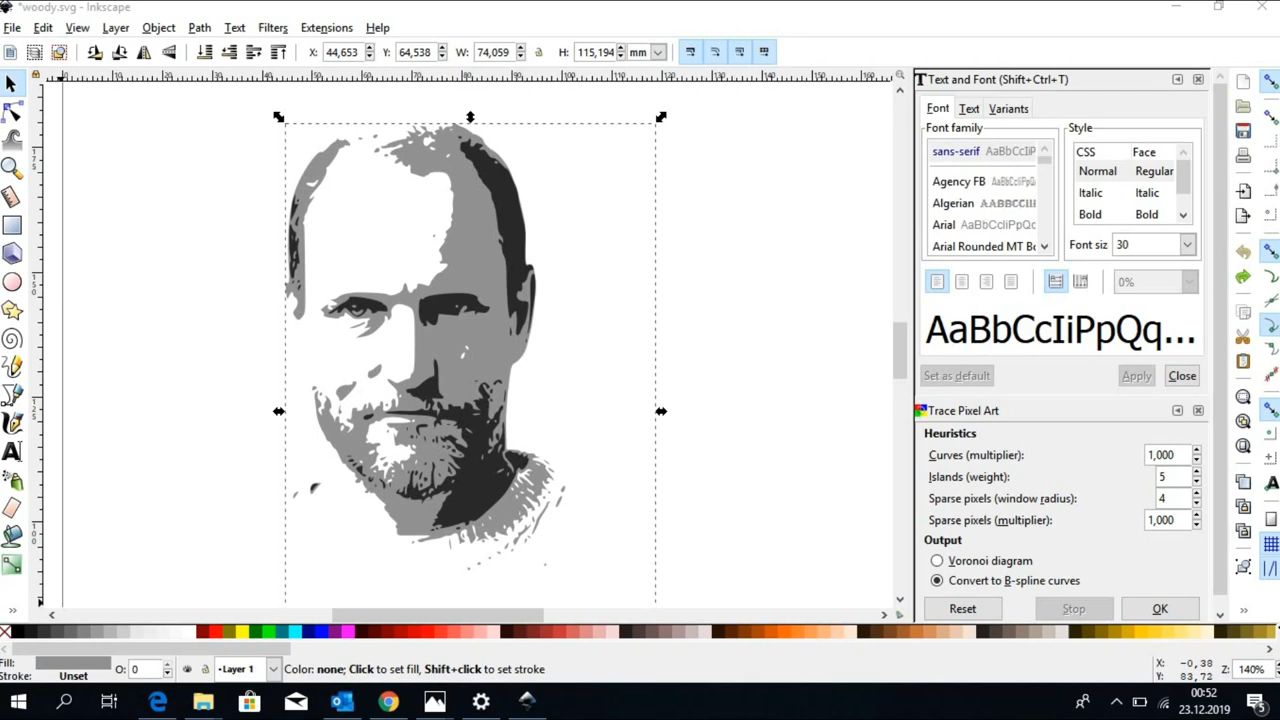 *woody.svg - Inkscape
File Edit View Layer Object Path Text Filters Extensions Help
X: 44,653 Y: 64,538 W: 74,059 H: 115,194 mm
Text and Font (Shift+Ctrl+T)
Font Text Variants
Font family
sans-serif AaBbCcIiP
Agency FB AaBbCcIiPpQq
Algerian AABBCCII
Arial AaBbCcIiPpQ
Arial Rounded MT Bo
Style
CSS Face
Normal Regular
Italic Italic
Bold Bold
Font siz 30
0%
AaBbCcIiPpQq...
Set as default Apply Close
Trace Pixel Art
Heuristics
Curves (multiplier): 1,000
Islands (weight): 5
Sparse pixels (window radius): 4
Sparse pixels (multiplier): 1,000
Output
Voronoi diagram
Convert to B-spline curves
Reset Stop OK
Fill:
Stroke: Unset
O: 0
Layer 1
Color: none; Click to set fill, Shift+click to set stroke
X: -0,38
Y: 83,72
Z: 140%
00:52
23.12.2019
5